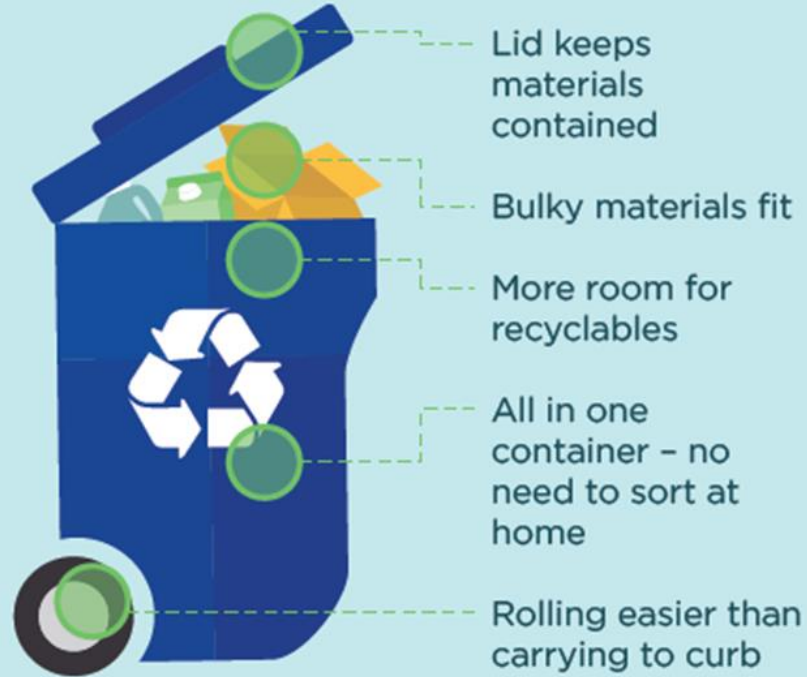 Lid keeps
materials
contained
Bulky materials fit
More room for
recyclables
All in one
container – no
need to sort at
home
Rolling easier than
carrying to curb